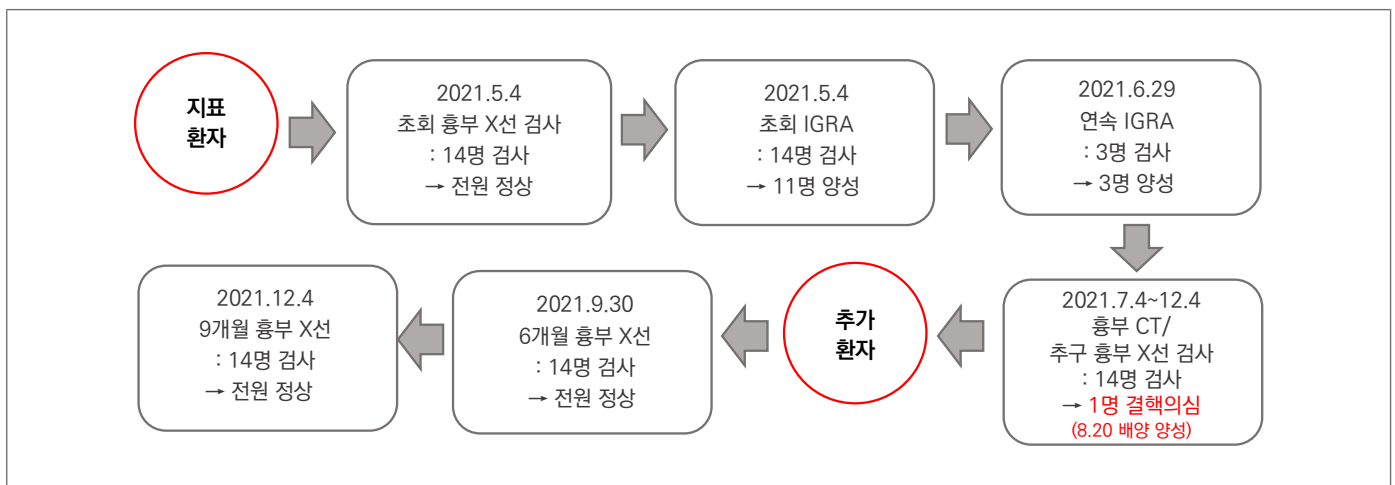 지표
환자
2021.5.4
초회 흉부 X선 검사
: 14명 검사
→ 전원 정상
2021.5.4
초회 IGRA
: 14명 검사
→ 11명 양성
2021.6.29
연속 IGRA
: 3명 검사
→ 3명 양성
2021.7.4~12.4
흉부 CT/
추구 흉부 X선 검사
: 14명 검사
→ 1명 결핵의심
(8.20 배양 양성)
추가
환자
2021.9.30
6개월 흉부 X선
: 14명 검사
→ 전원 정상
2021.12.4
9개월 흉부 X선
: 14명 검사
→ 전원 정상